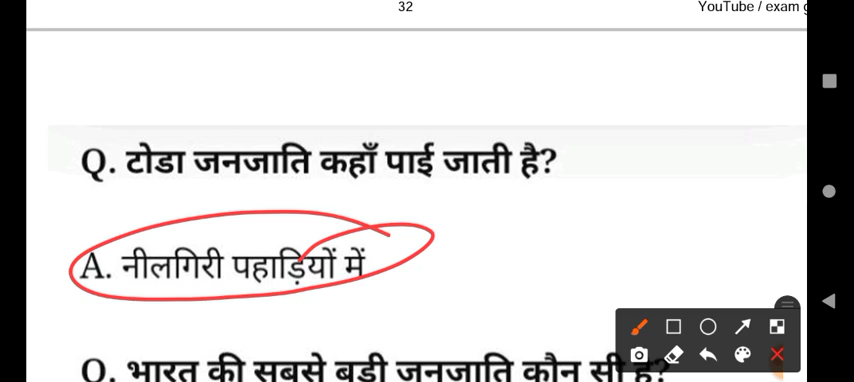 32
YouTube / exam g
Q. टोडा जनजाति कहाँ पाई जाती है?
A. नीलगिरी पहाड़ियों में
Q. भारत की सबसे बड़ी जनजाति कौन सी है?